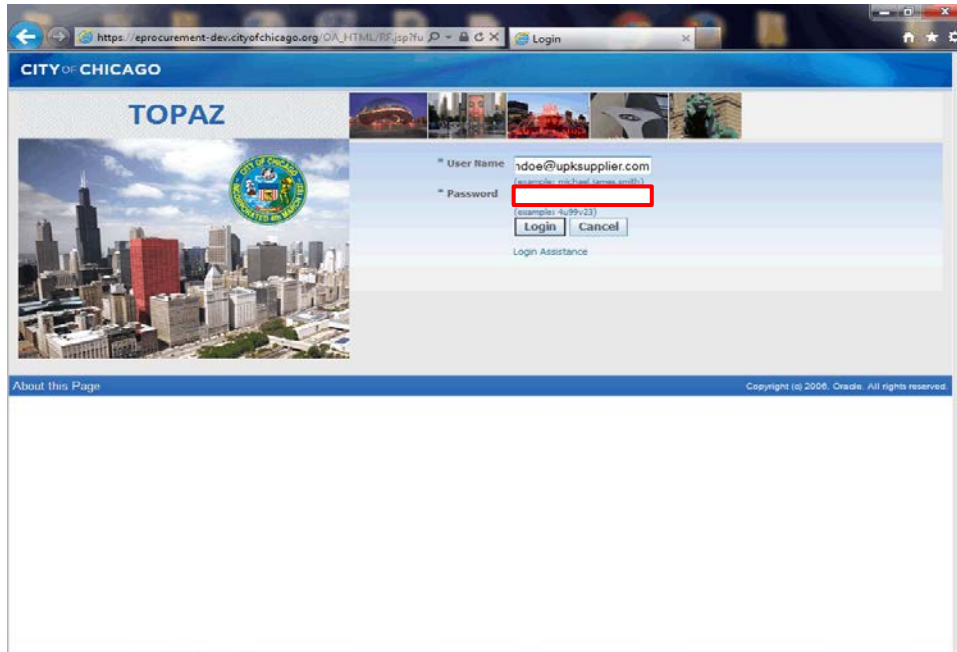 https://eprocurement-dev.cityofchicago.org/OA_HTML/RF.jsp?fu
Login
CITY OF CHICAGO
TOPAZ
* User Name
ndoe@upksupplier.com
(example: michael.james.smith)
* Password
(example: 4u99v23)
Login Cancel
Login Assistance
About this Page
Copyright (c) 2006, Oracle. All rights reserved.